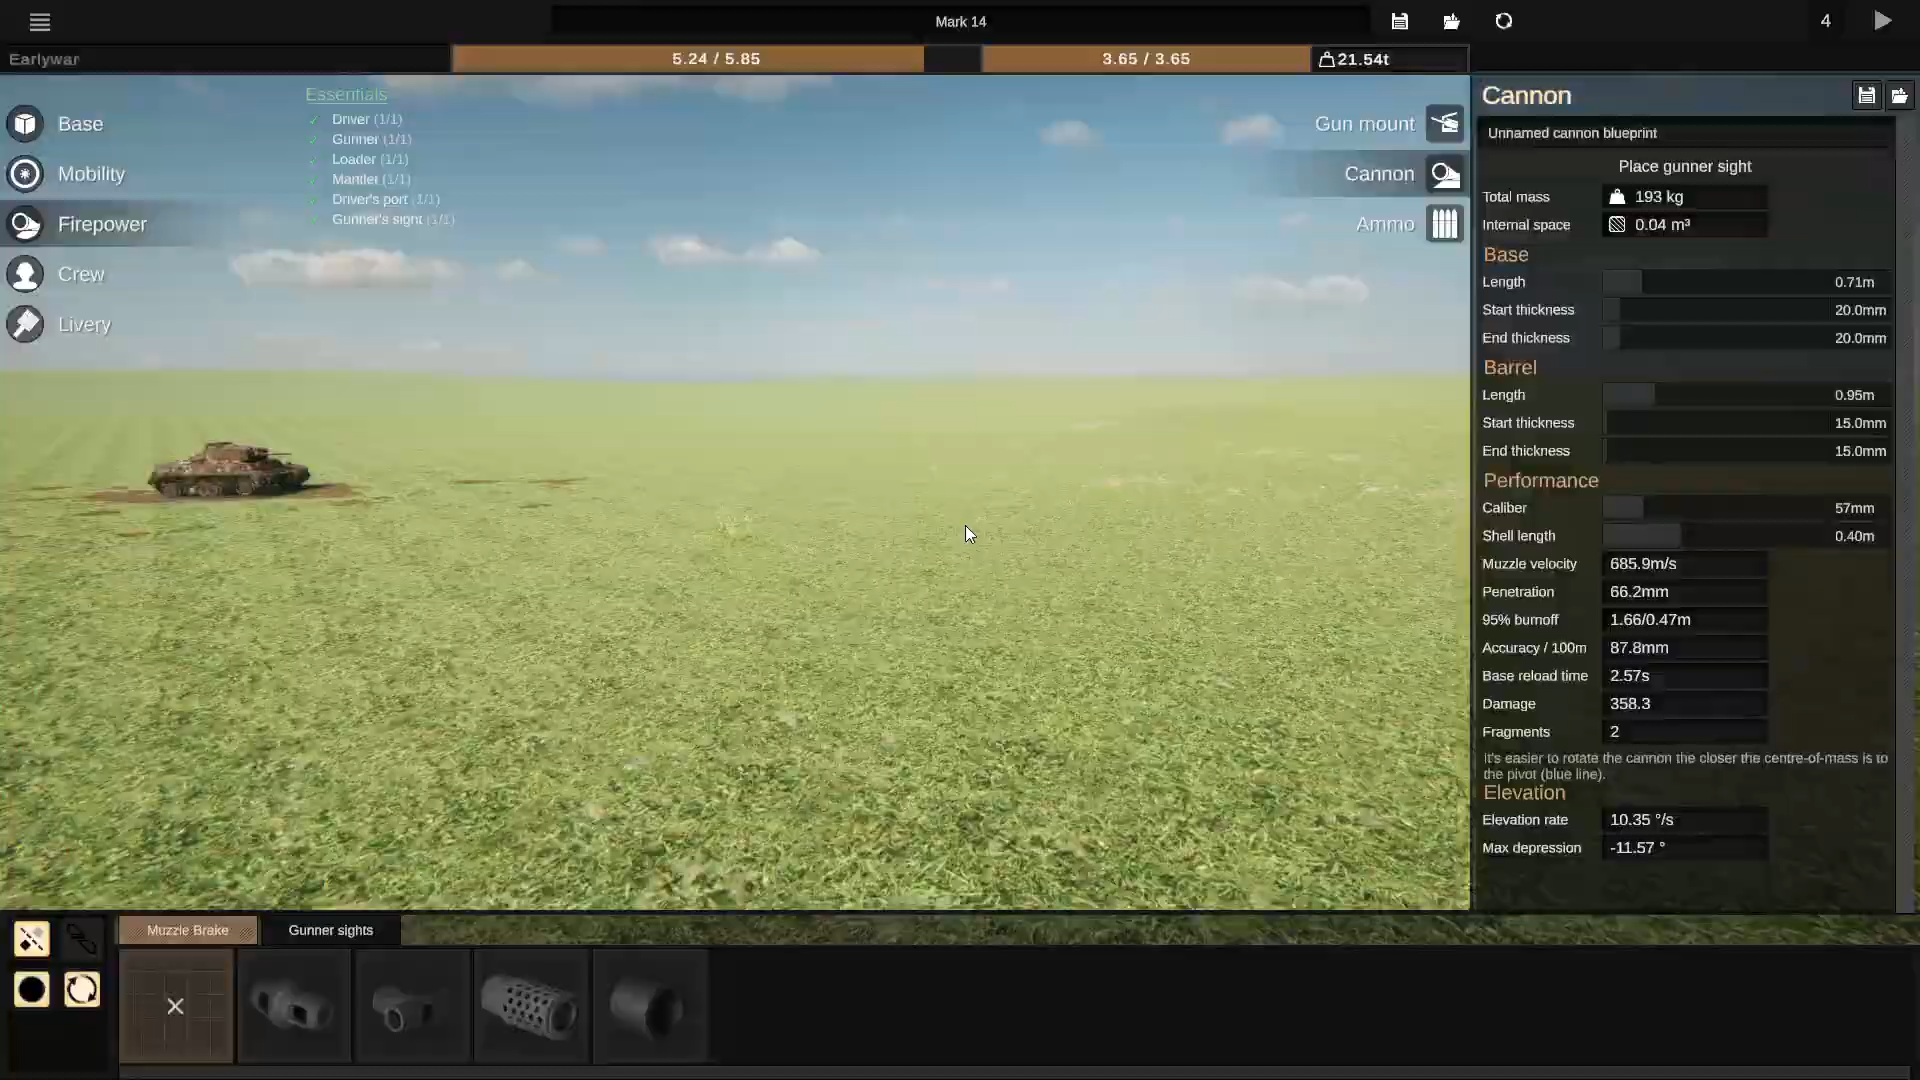 Mark 14
4
Earlywar
5.24 / 5.85
3.65 / 3.65
21.54t
Base
Mobility
Firepower
Crew
Livery
Essentials
Driver (1/1)
Gunner (1/1)
Loader (1/1)
Mantlet (1/1)
Driver's port (1/1)
Gunner's sight (1/1)
Gun mount
Cannon
Ammo
Cannon
Unnamed cannon blueprint
Place gunner sight
Total mass 193 kg
Internal space 0.04 m³
Base
Length 0.71m
Start thickness 20.0mm
End thickness 20.0mm
Barrel
Length 0.95m
Start thickness 15.0mm
End thickness 15.0mm
Performance
Caliber 57mm
Shell length 0.40m
Muzzle velocity 685.9m/s
Penetration 66.2mm
95% burnoff 1.66/0.47m
Accuracy / 100m 87.8mm
Base reload time 2.57s
Damage 358.3
Fragments 2
It's easier to rotate the cannon the closer the centre-of-mass is to
the pivot (blue line).
Elevation
Elevation rate 10.35 °/s
Max depression -11.57 °
Muzzle Brake
Gunner sights